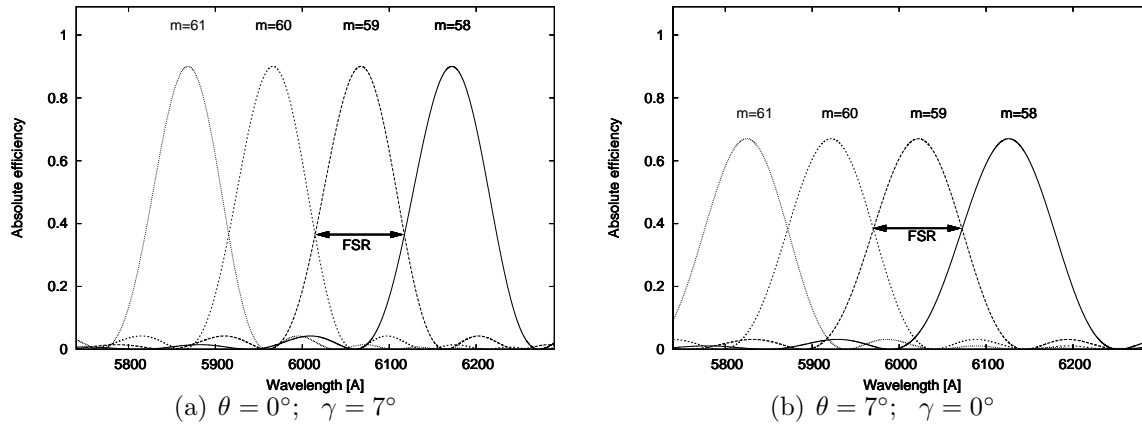 m=61 m=60 m=59 m=58
1
0.8
0.6
0.4
0.2
0
Absolute efficiency
FSR
5800 5900 6000 6100 6200
Wavelength [A]
(a) θ = 0°; γ = 7°
m=61 m=60 m=59 m=58
1
0.8
0.6
0.4
0.2
0
Absolute efficiency
FSR
5800 5900 6000 6100 6200
Wavelength [A]
(b) θ = 7°; γ = 0°